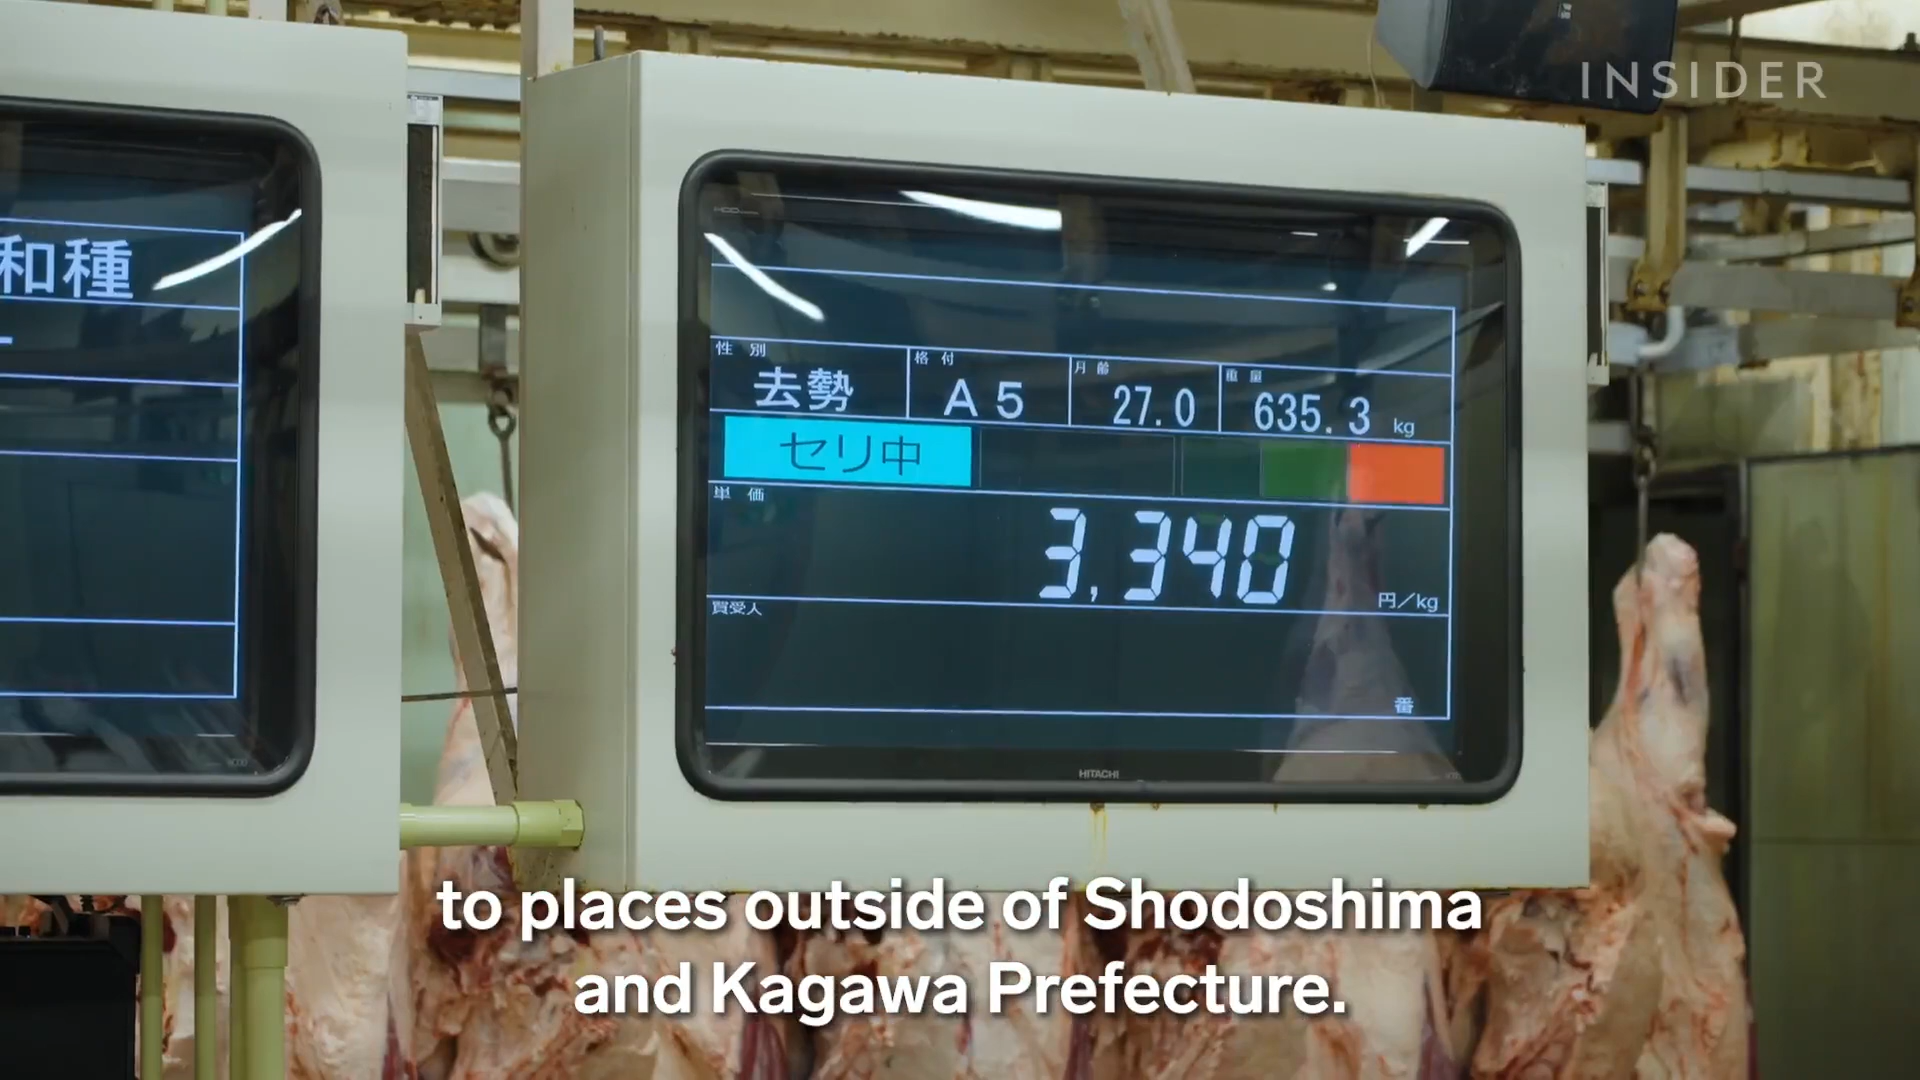 INSIDER
和種
性別 格付 月齢 重量
去勢 A5 27.0 635.3 kg
セリ中
単価
3,340 円/kg
買受人
番
HITACHI
to places outside of Shodoshima
and Kagawa Prefecture.